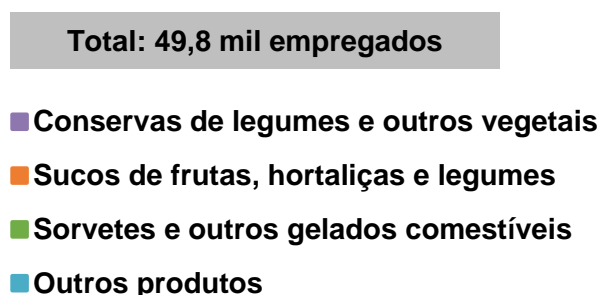 Total: 49,8 mil empregados
Conservas de legumes e outros vegetais
Sucos de frutas, hortaliças e legumes
Sorvetes e outros gelados comestíveis
Outros produtos